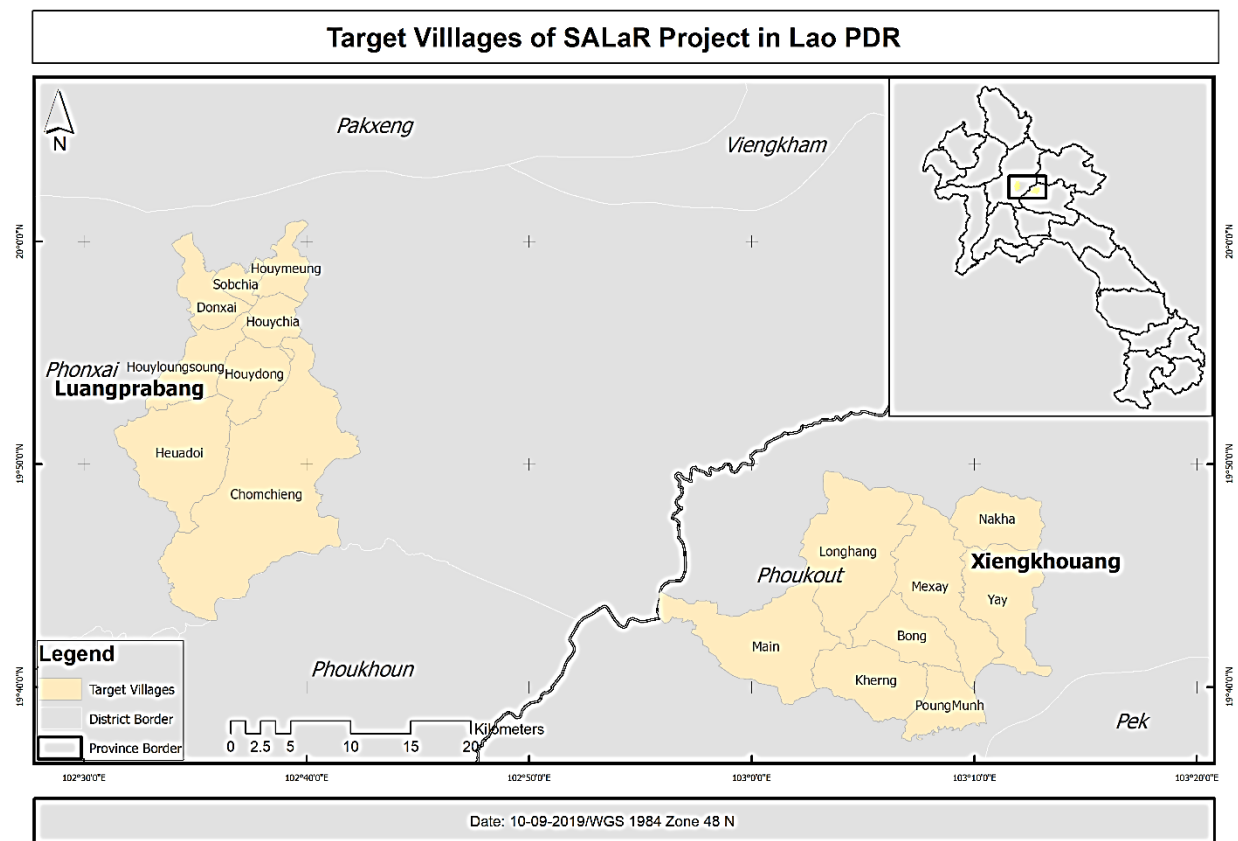 Target Villlages of SALaR Project in Lao PDR
N
Pakxeng
Viengkham
20°0'0"N
20°0'0"N
Houymeung
Sobchia
Donxai
Houychia
Phonxai
Houyloungsoung
Houydong
Luangprabang
Heuadoi
Chomchieng
19°50'0"N
19°50'0"N
Nakha
Longhang
Xiengkhouang
Phoukout
Mexay
Yay
Bong
Main
Kherng
PoungMunh
Phoukhoun
Pek
19°40'0"N
19°40'0"N
Legend
Target Villages
District Border
Province Border
Kilometers
0 2.5 5 10 15 20
102°30'0"E 102°40'0"E 102°50'0"E 103°0'0"E 103°10'0"E 103°20'0"E
Date: 10-09-2019/WGS 1984 Zone 48 N